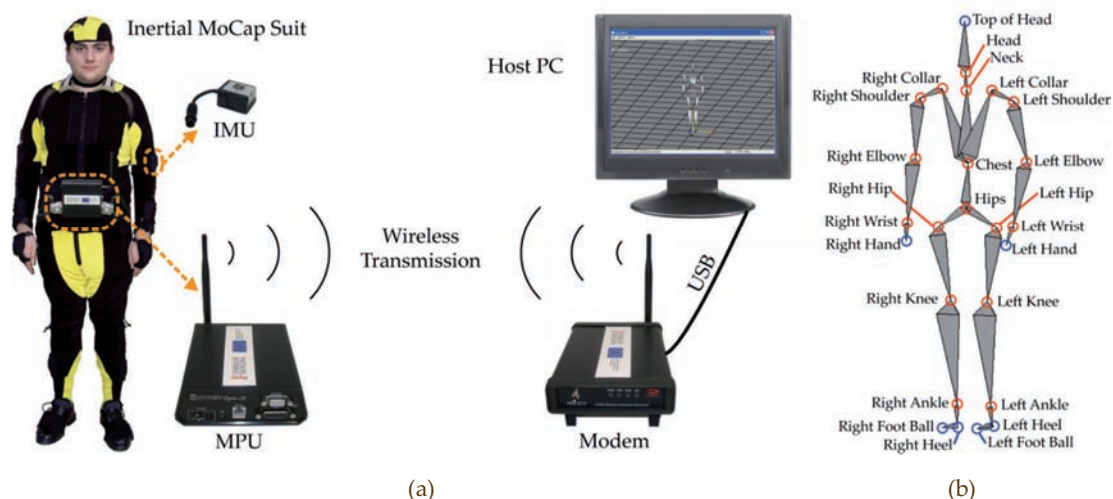 Inertial MoCap Suit
IMU
Host PC
Wireless
Transmission
USB
MPU
Modem
(a)
Top of Head
Head
Neck
Right Collar
Left Collar
Right Shoulder
Left Shoulder
Right Elbow
Left Elbow
Chest
Right Hip
Hips
Left Hip
Right Wrist
Left Wrist
Right Hand
Left Hand
Right Knee
Left Knee
Right Ankle
Left Ankle
Right Foot Ball
Left Heel
Right Heel
Left Foot Ball
(b)